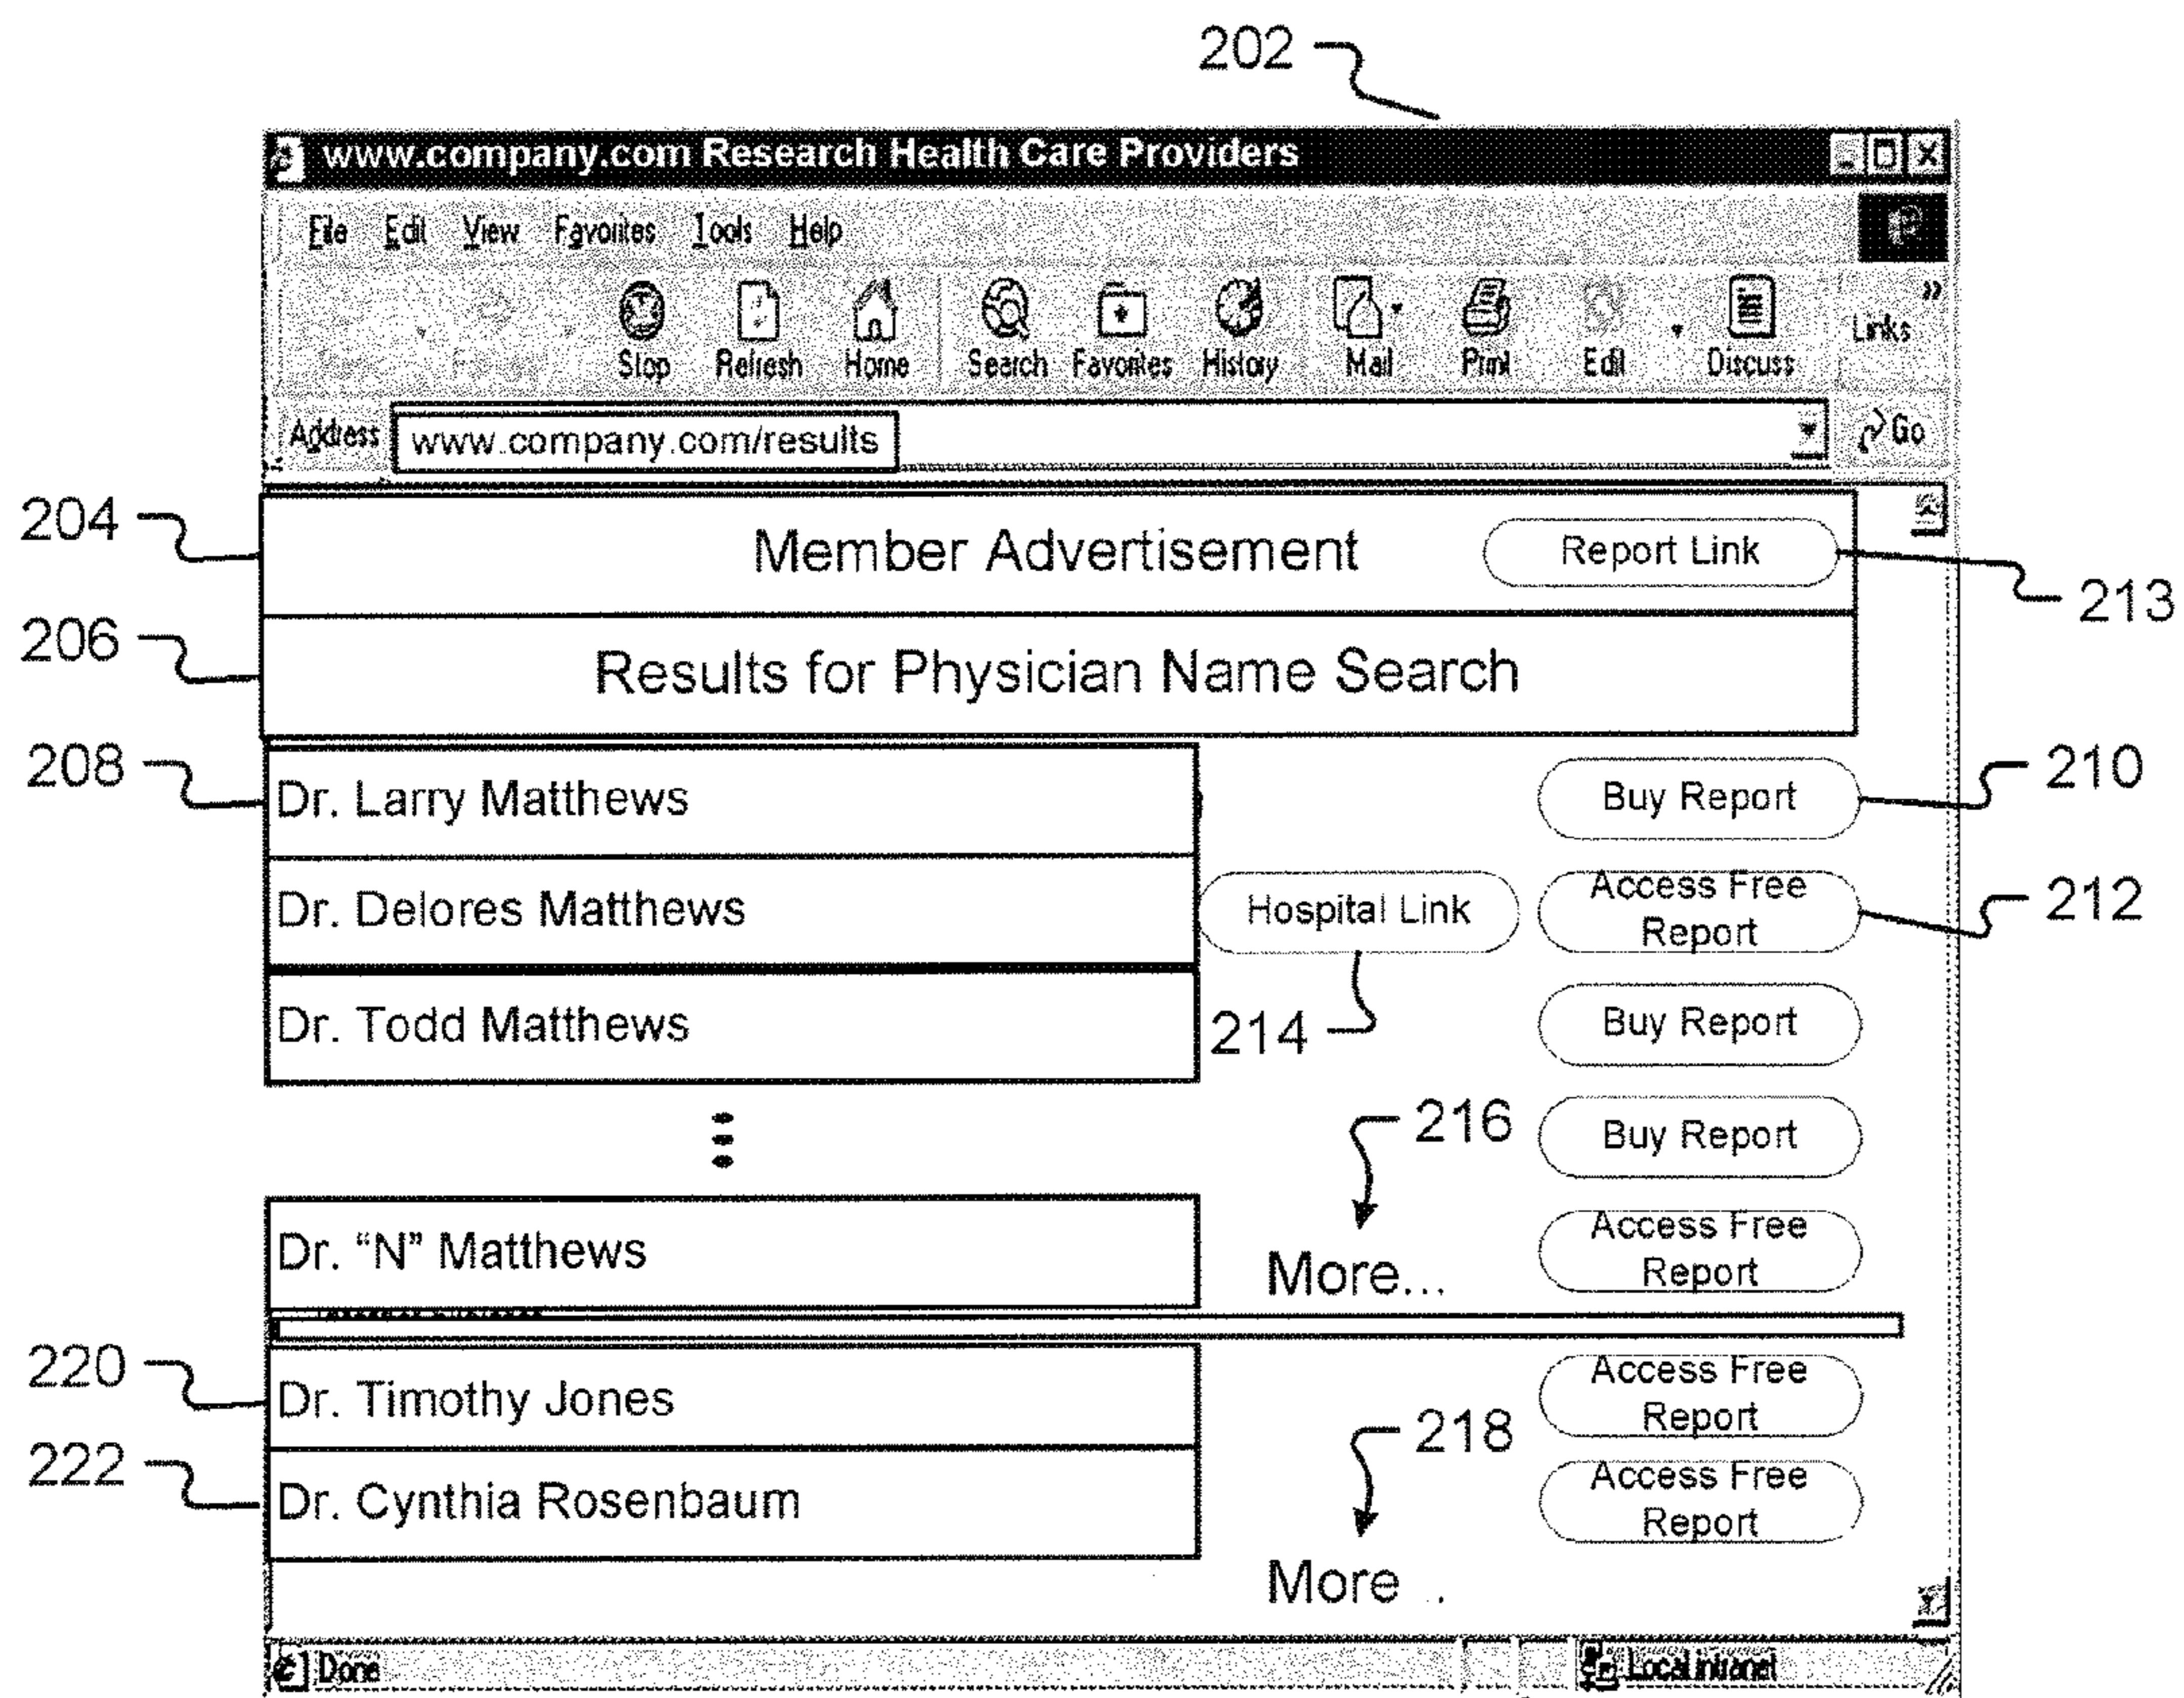 202
www.company.com Research Health Care Providers
File Edit View Favorites Tools Help
Stop Refresh Home Search Favorites History Mail Print Edit Discuss Links »
Address www.company.com/results Go
204 Member Advertisement Report Link
213
206 Results for Physician Name Search
208 Dr. Larry Matthews Buy Report 210
Dr. Delores Matthews Hospital Link Access Free
Report 212
Dr. Todd Matthews 214 Buy Report
216 Buy Report
Dr. “N” Matthews More... Access Free
Report
220 Dr. Timothy Jones Access Free
Report
218
222 Dr. Cynthia Rosenbaum Access Free
Report
More ..
Done Local intranet